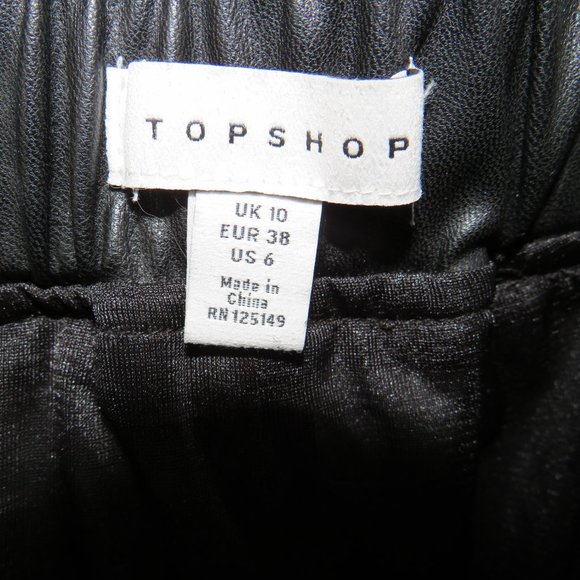 TOPSHOP
UK 10
EUR 38
US 6
Made in
China
RN 125149